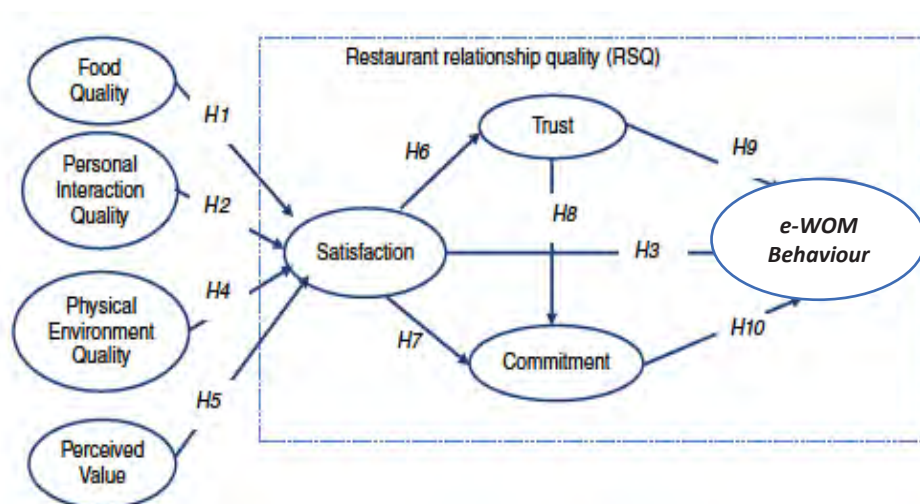 Restaurant relationship quality (RSQ)
Food
Quality
H1
Personal
Interaction
Quality
H2
Physical
Environment
Quality
H4
Perceived
Value
H5
Satisfaction
H6
Trust
H9
H8
H3
e-WOM
Behaviour
H7
Commitment
H10